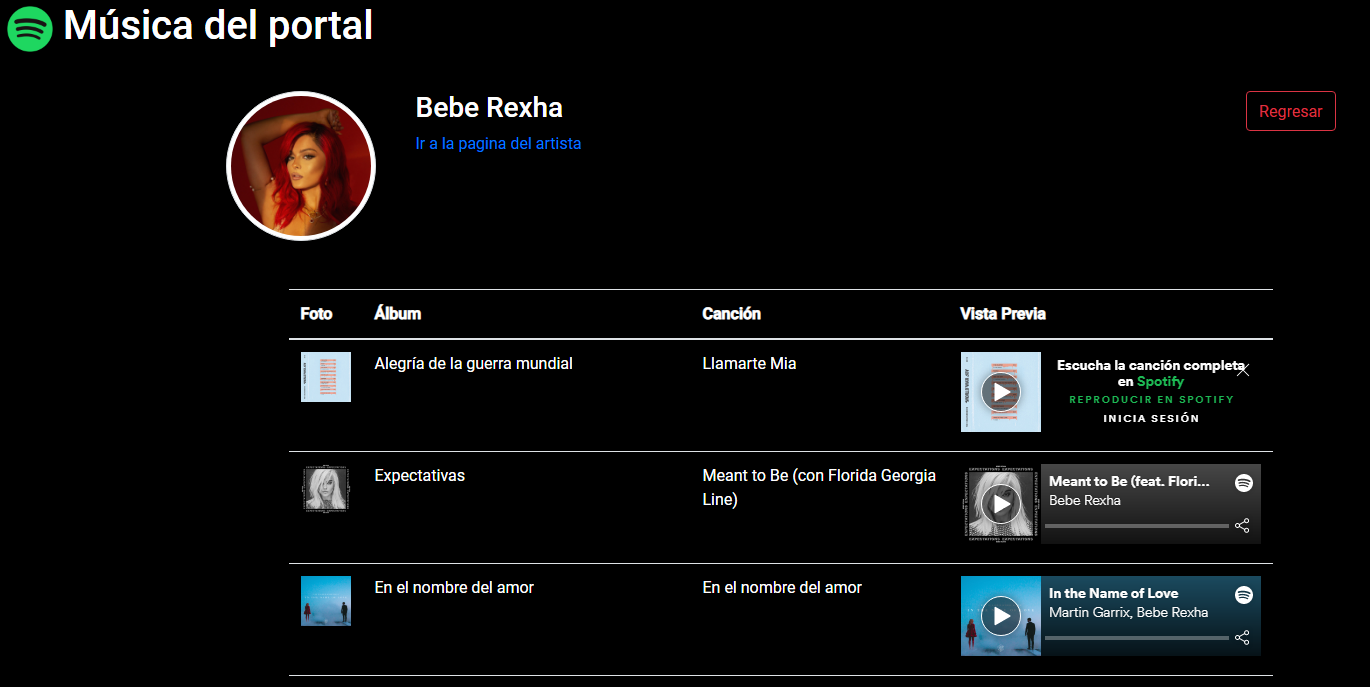 Música del portal
Bebe Rexha
Regresar
Ir a la pagina del artista
Foto
Álbum
Canción
Vista Previa
Alegría de la guerra mundial
Llamarte Mia
Escucha la canción completa
en Spotify
REPRODUCIR EN SPOTIFY
INICIA SESIÓN
Expectativas
Meant to Be (con Florida Georgia
Line)
EXPECTATIONS EXPECTATIONS
Meant to Be (feat. Flori...
Bebe Rexha
En el nombre del amor
En el nombre del amor
In the Name of Love
Martin Garrix, Bebe Rexha